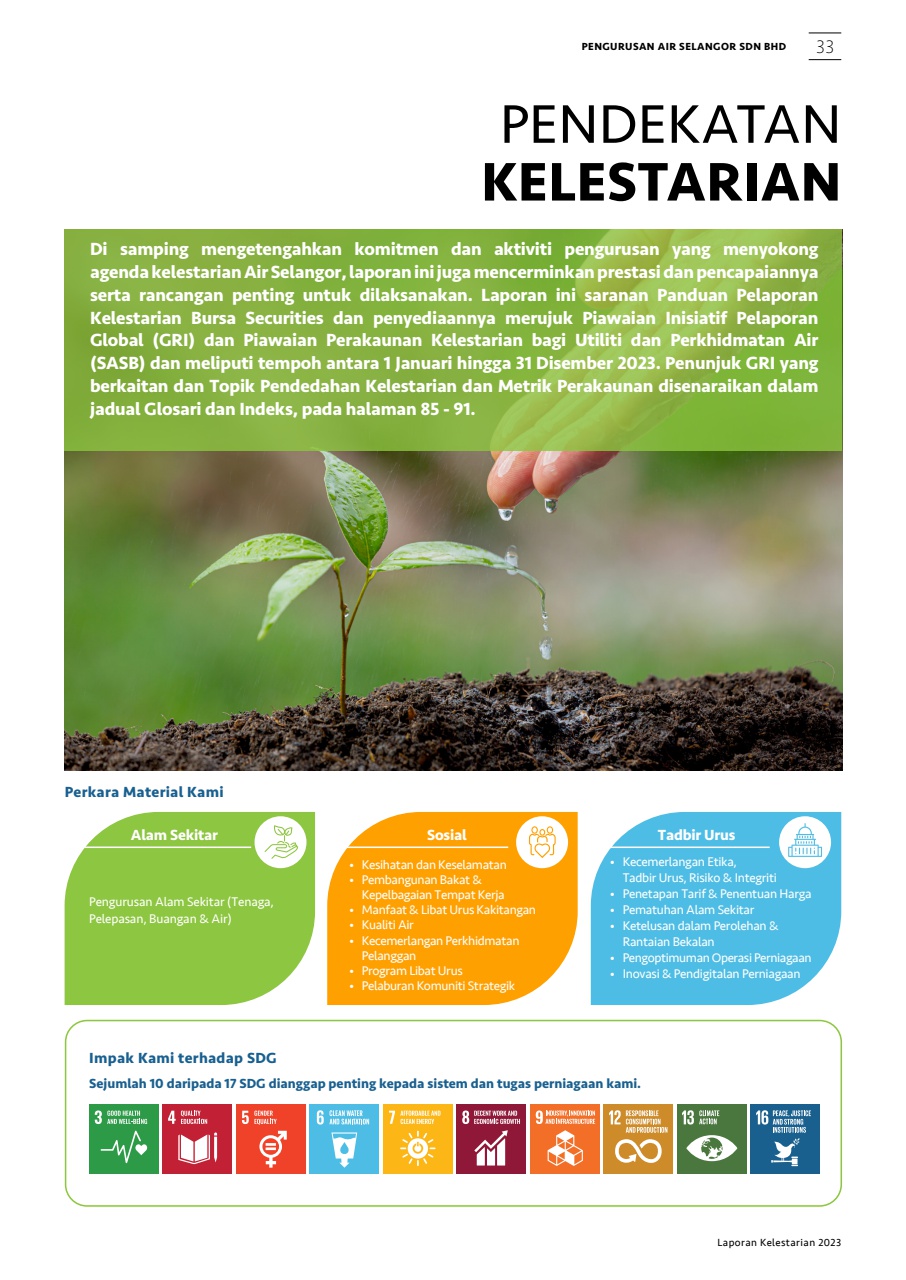 PENGURUSAN AIR SELANGOR SDN BHD 33
PENDEKATAN
KELESTARIAN
Di samping mengetengahkan komitmen dan aktiviti pengurusan yang menyokong
agenda kelestarian Air Selangor, laporan ini juga mencerminkan prestasi dan pencapaiannya
serta rancangan penting untuk dilaksanakan. Laporan ini saranan Panduan Pelaporan
Kelestarian Bursa Securities dan penyediaannya merujuk Piawaian Inisiatif Pelaporan
Global (GRI) dan Piawaian Perakaunan Kelestarian bagi Utiliti dan Perkhidmatan Air
(SASB) dan meliputi tempoh antara 1 Januari hingga 31 Disember 2023. Penunjuk GRI yang
berkaitan dan Topik Pendedahan Kelestarian dan Metrik Perakaunan disenaraikan dalam
jadual Glosari dan Indeks, pada halaman 85 - 91.
Perkara Material Kami
Alam Sekitar
Pengurusan Alam Sekitar (Tenaga,
Pelepasan, Buangan & Air)
Sosial
• Kesihatan dan Keselamatan
• Pembangunan Bakat &
Kepelbagaian Tempat Kerja
• Manfaat & Libat Urus Kakitangan
• Kualiti Air
• Kecemerlangan Perkhidmatan
Pelanggan
• Program Libat Urus
• Pelaburan Komuniti Strategik
Tadbir Urus
• Kecemerlangan Etika,
Tadbir Urus, Risiko & Integriti
• Penetapan Tarif & Penentuan Harga
• Pematuhan Alam Sekitar
• Ketelusan dalam Perolehan &
Rantaian Bekalan
• Pengoptimuman Operasi Perniagaan
• Inovasi & Pendigitalan Perniagaan
Impak Kami terhadap SDG
Sejumlah 10 daripada 17 SDG dianggap penting kepada sistem dan tugas perniagaan kami.
3 GOOD HEALTH
AND WELL-BEING
4 QUALITY
EDUCATION
5 GENDER
EQUALITY
6 CLEAN WATER
AND SANITATION
7 AFFORDABLE AND
CLEAN ENERGY
8 DECENT WORK AND
ECONOMIC GROWTH
9 INDUSTRY, INNOVATION
AND INFRASTRUCTURE
12 RESPONSIBLE
CONSUMPTION
AND PRODUCTION
13 CLIMATE
ACTION
16 PEACE, JUSTICE
AND STRONG
INSTITUTIONS
Laporan Kelestarian 2023